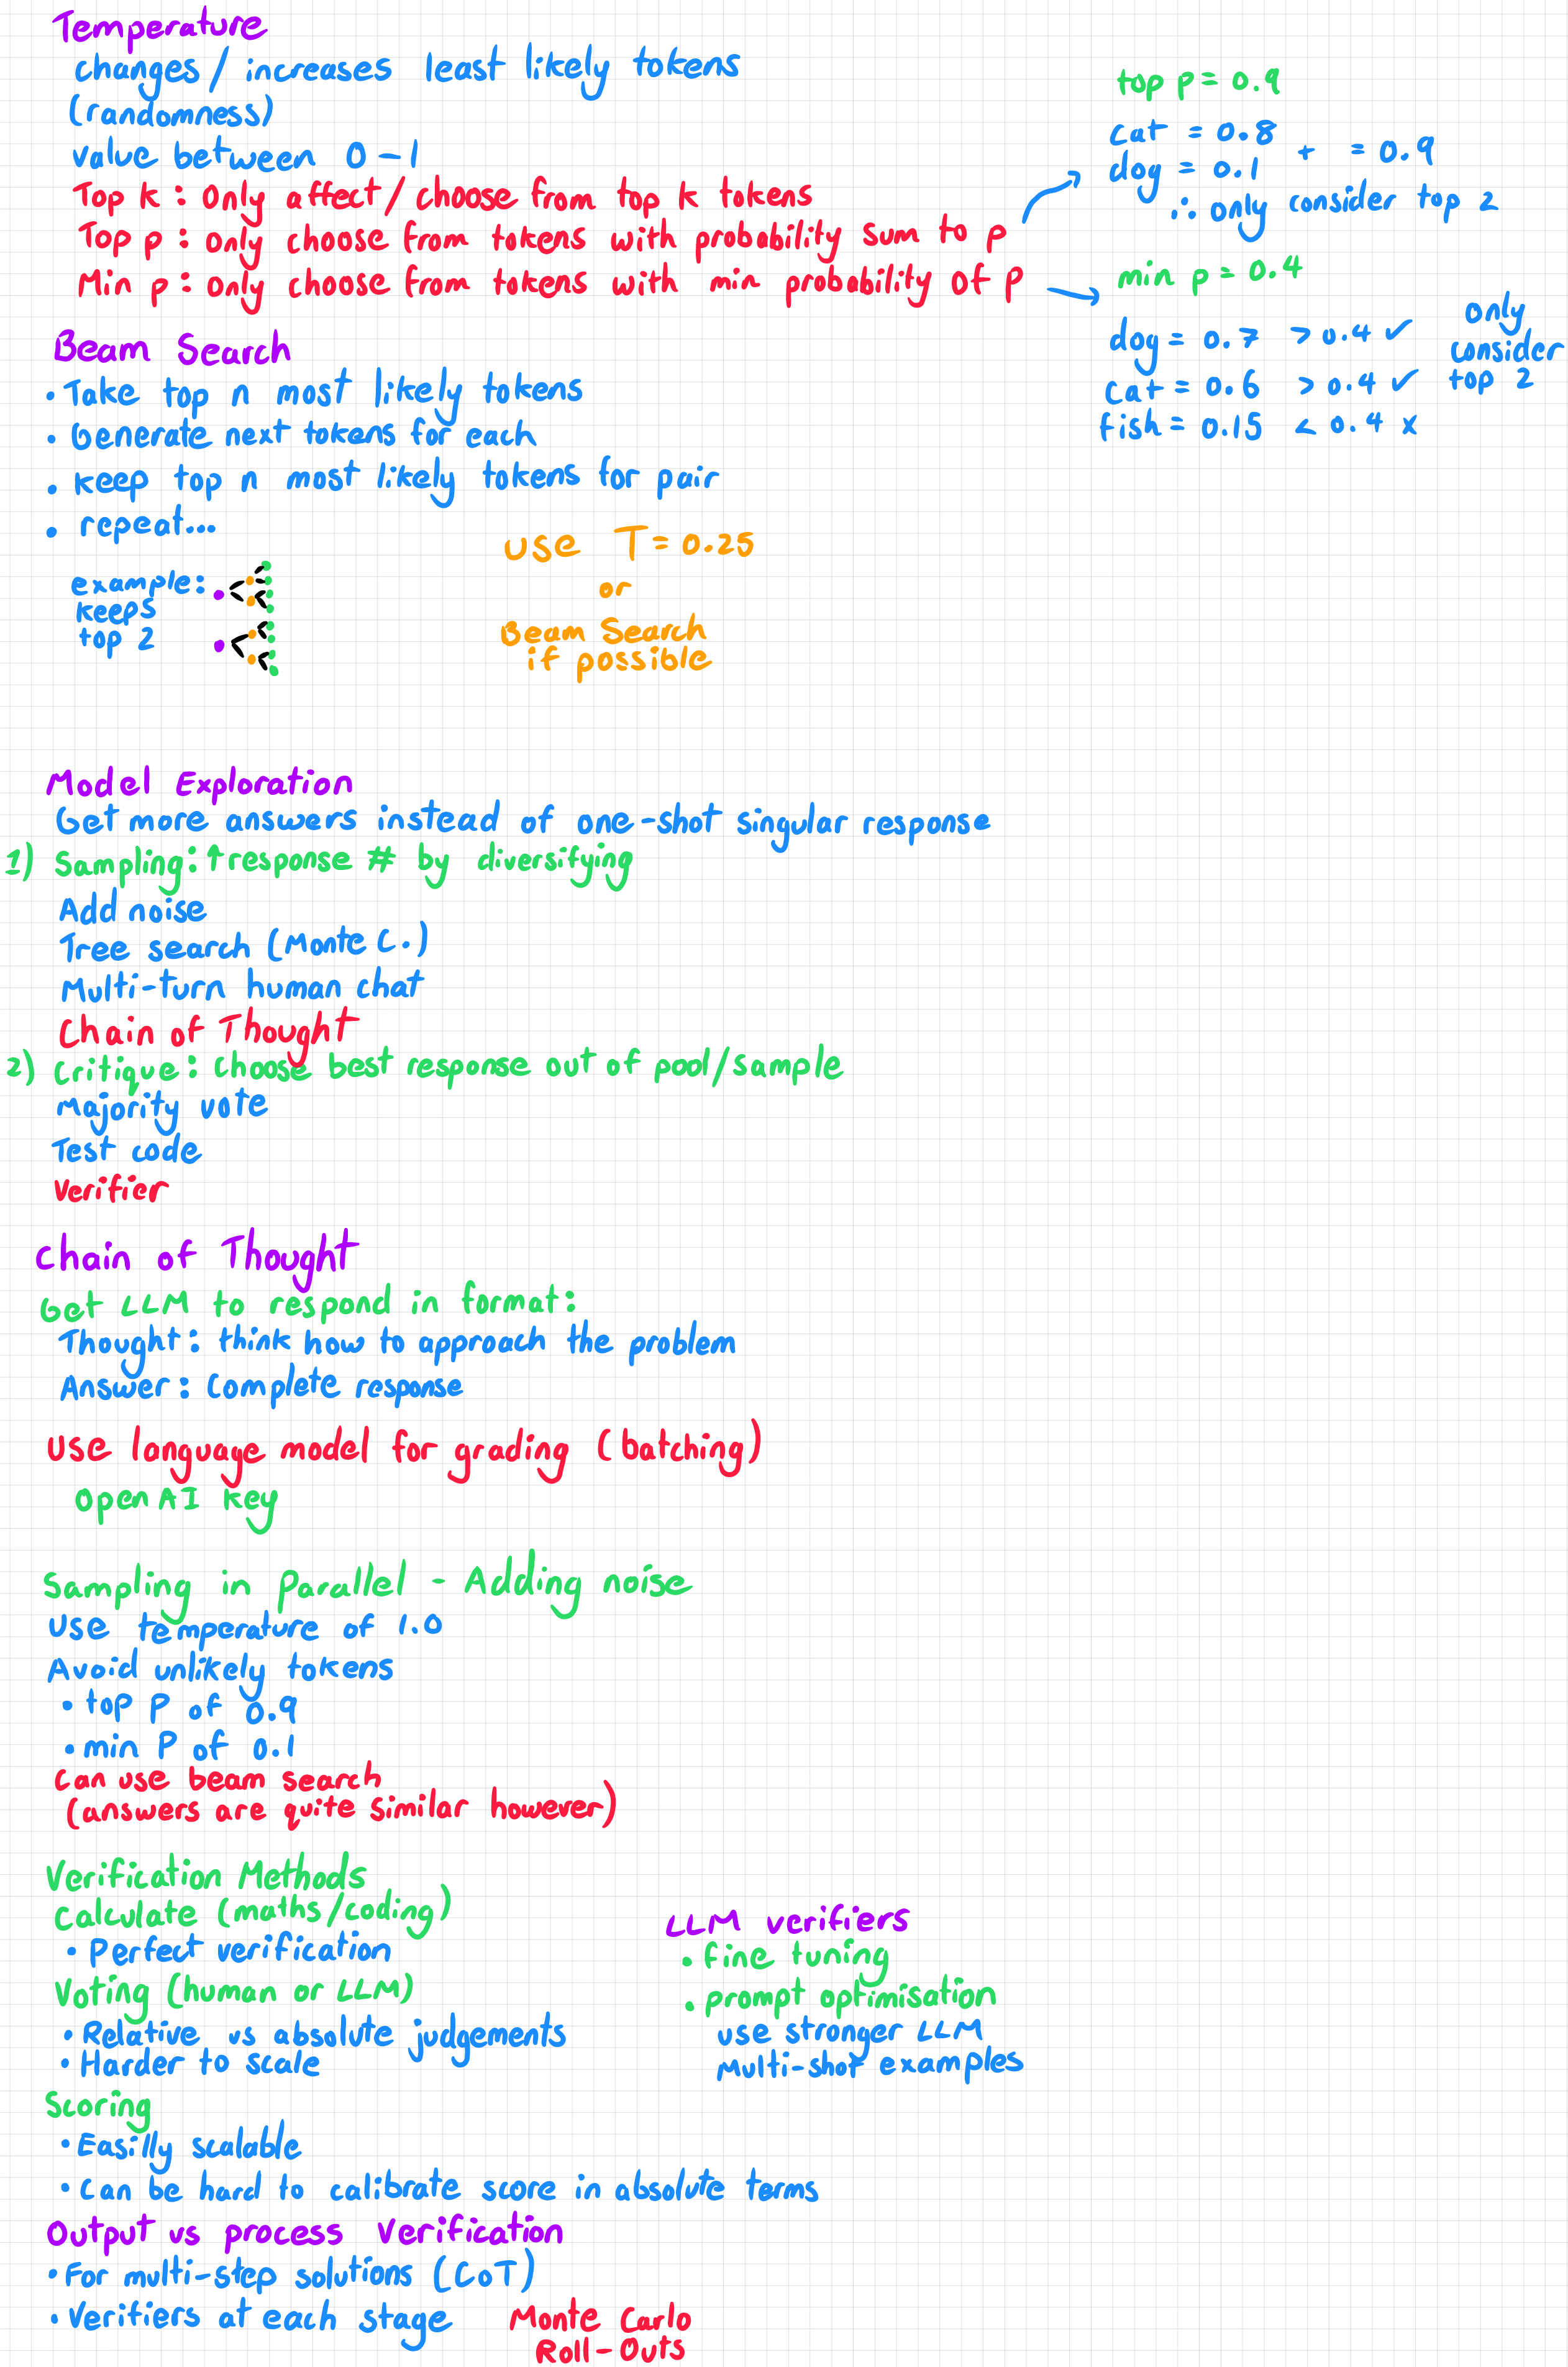 Temperature
changes / increases least likely tokens
(randomness)
value between 0-1
Top k : only affect/choose from top k tokens
Top p : only choose from tokens with probability sum to p
Min p : only choose from tokens with min probability of p
top p = 0.9
cat = 0.8
dog = 0.1 + = 0.9
∴ only consider top 2
min p = 0.4
dog = 0.7 > 0.4 ✓
cat = 0.6 > 0.4 ✓
fish = 0.15 < 0.4 x
only
consider
top 2
Beam Search
• Take top n most likely tokens
• Generate next tokens for each
• keep top n most likely tokens for pair
• repeat...
example:
keeps
top 2
use T = 0.25
or
Beam Search
if possible
Model Exploration
Get more answers instead of one-shot singular response
1) Sampling: ↑response # by diversifying
Add noise
Tree search (Monte C.)
Multi-turn human chat
Chain of Thought
2) Critique: choose best response out of pool/sample
Majority vote
Test code
Verifier
Chain of Thought
Get LLM to respond in format:
Thought: think how to approach the problem
Answer: complete response
Use language model for grading (batching)
OpenAI key
Sampling in Parallel - Adding noise
Use temperature of 1.0
Avoid unlikely tokens
• top P of 0.9
• min P of 0.1
Can use beam search
(answers are quite similar however)
Verification Methods
Calculate (maths/coding)
• Perfect verification
Voting (human or LLM)
• Relative vs absolute judgements
• Harder to scale
Scoring
• Easilly scalable
• Can be hard to calibrate score in absolute terms
LLM verifiers
• fine tuning
• prompt optimisation
use stronger LLM
Multi-shot examples
Output vs process verification
• For multi-step solutions (CoT)
• Verifiers at each stage
Monte Carlo
Roll-Outs